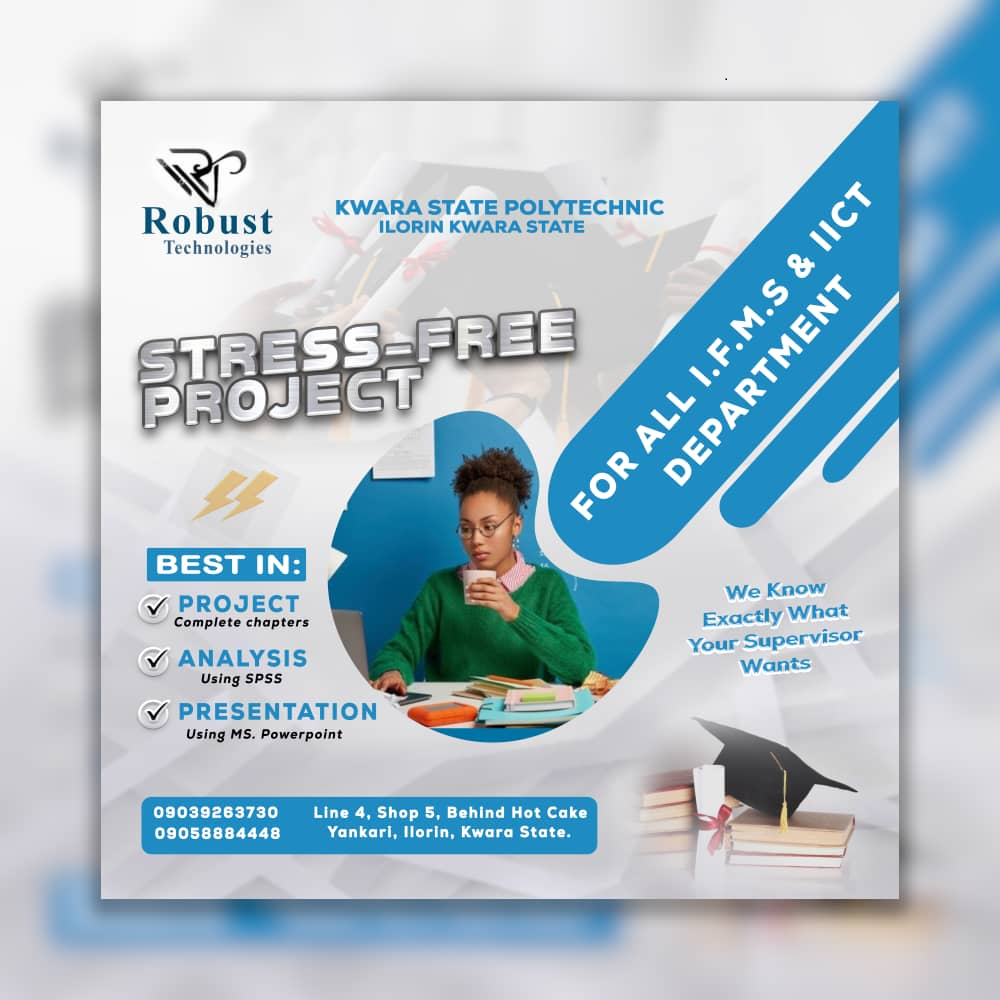 Robust
Technologies
KWARA STATE POLYTECHNIC
ILORIN KWARA STATE
FOR ALL I.F.M.S & IICT
DEPARTMENT
STRESS-FREE
PROJECT
BEST IN:
PROJECT
Complete chapters
ANALYSIS
Using SPSS
PRESENTATION
Using MS. Powerpoint
We Know
Exactly What
Your Supervisor
Wants
09039263730
09058884448
Line 4, Shop 5, Behind Hot Cake
Yankari, Ilorin, Kwara State.